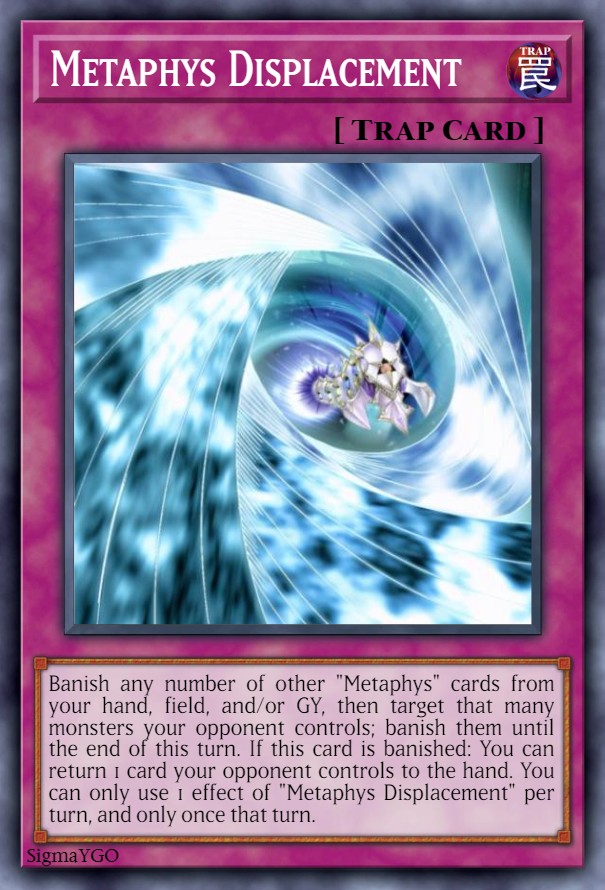 METAPHYS DISPLACEMENT
TRAP
罠
[ TRAP CARD ]
Banish any number of other "Metaphys" cards from
your hand, field, and/or GY, then target that many
monsters your opponent controls; banish them until
the end of this turn. If this card is banished: You can
return 1 card your opponent controls to the hand. You
can only use 1 effect of "Metaphys Displacement" per
turn, and only once that turn.
SigmaYGO